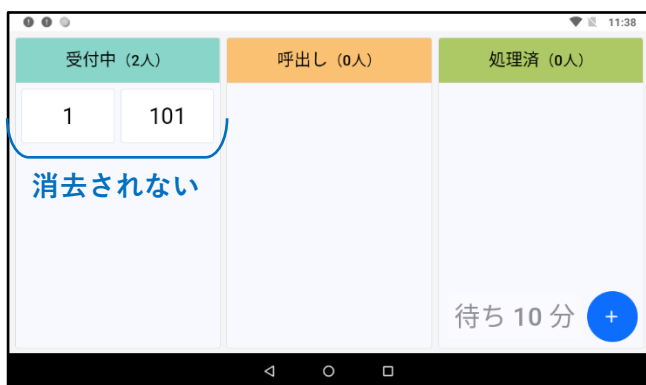 11:38
受付中（2人）
呼出し（0人）
処理済（0人）
1
101
消去されない
待ち 10 分
+